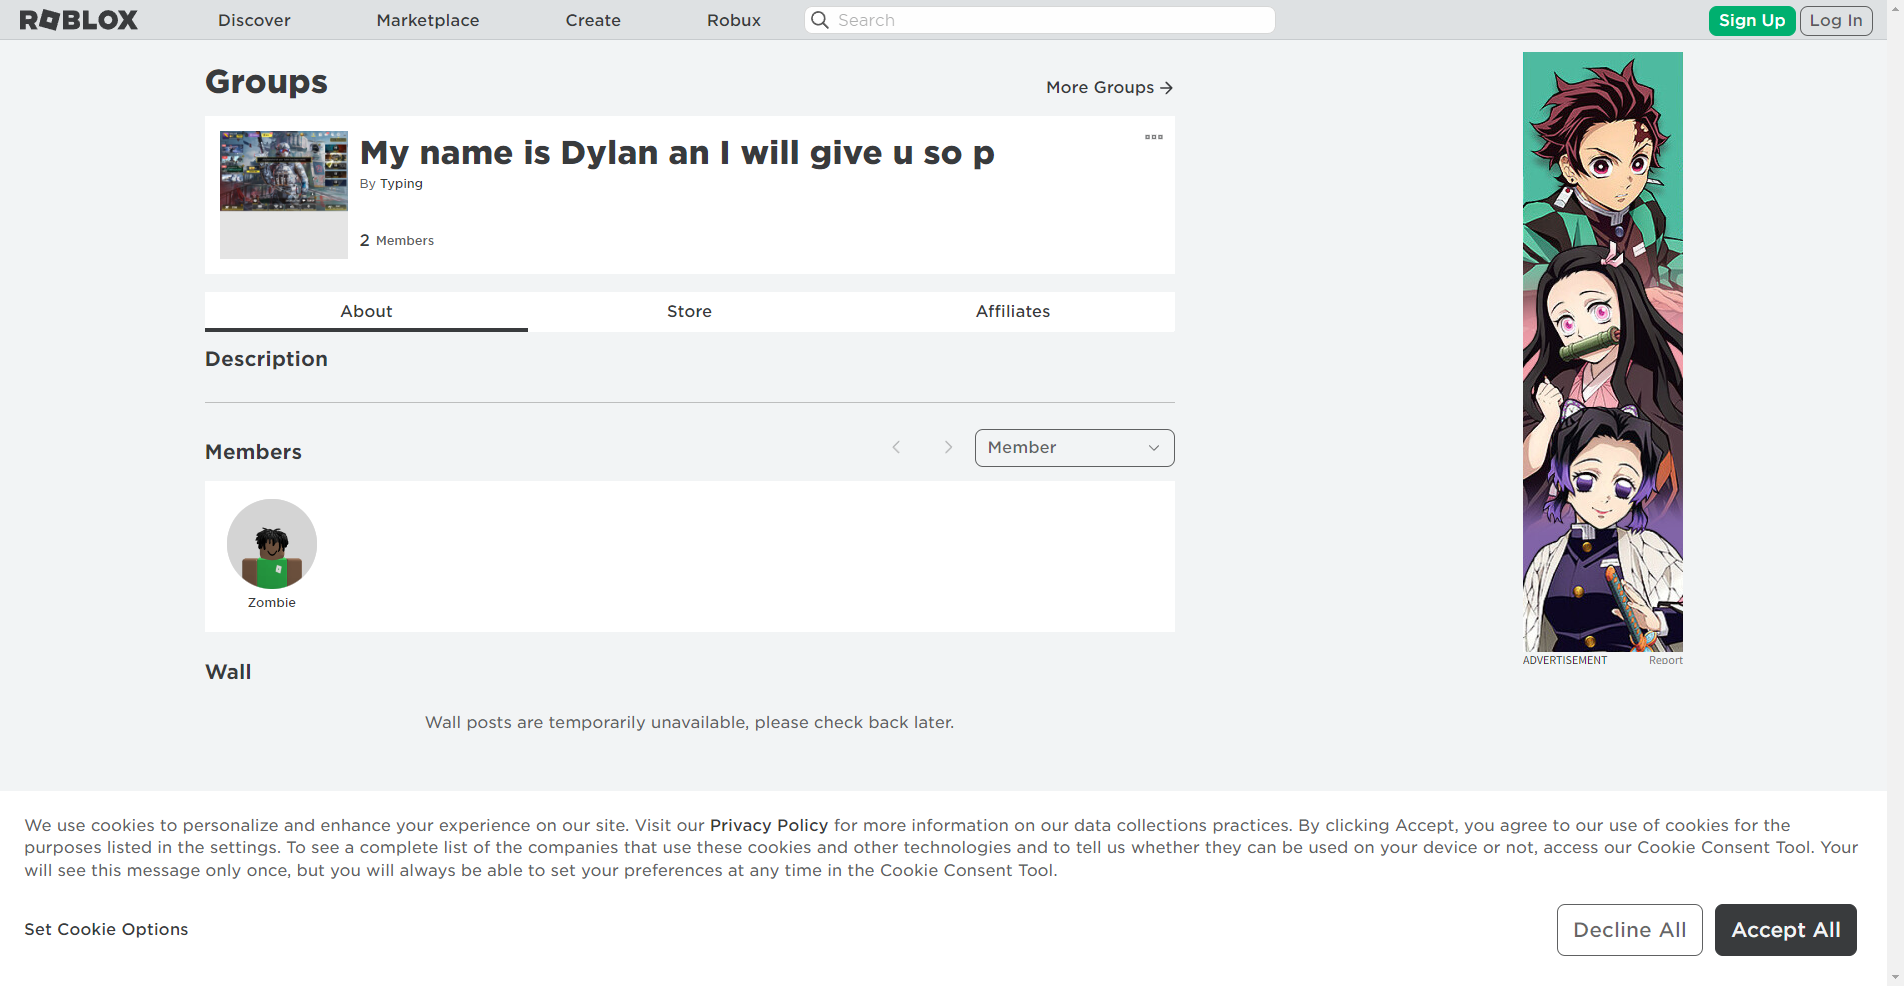 ROBLOX
Discover
Marketplace
Create
Robux
Search
Sign Up
Log In
Groups
More Groups →
My name is Dylan an I will give u so p
By Typing
2 Members
About
Store
Affiliates
Description
Members
Member
Zombie
Wall
Wall posts are temporarily unavailable, please check back later.
ADVERTISEMENT
Report
We use cookies to personalize and enhance your experience on our site. Visit our Privacy Policy for more information on our data collections practices. By clicking Accept, you agree to our use of cookies for the
purposes listed in the settings. To see a complete list of the companies that use these cookies and other technologies and to tell us whether they can be used on your device or not, access our Cookie Consent Tool. Your
will see this message only once, but you will always be able to set your preferences at any time in the Cookie Consent Tool.
Set Cookie Options
Decline All
Accept All